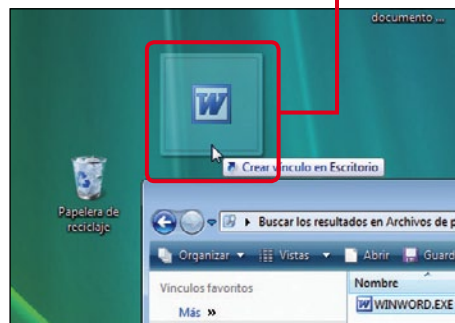 documento ...
W
Crear vínculo en Escritorio
Papelera de
reciclaje
Buscar los resultados en Archivos de p
Organizar Vistas Abrir Guard
Vínculos favoritos
Nombre
Más »
W WINWORD.EXE